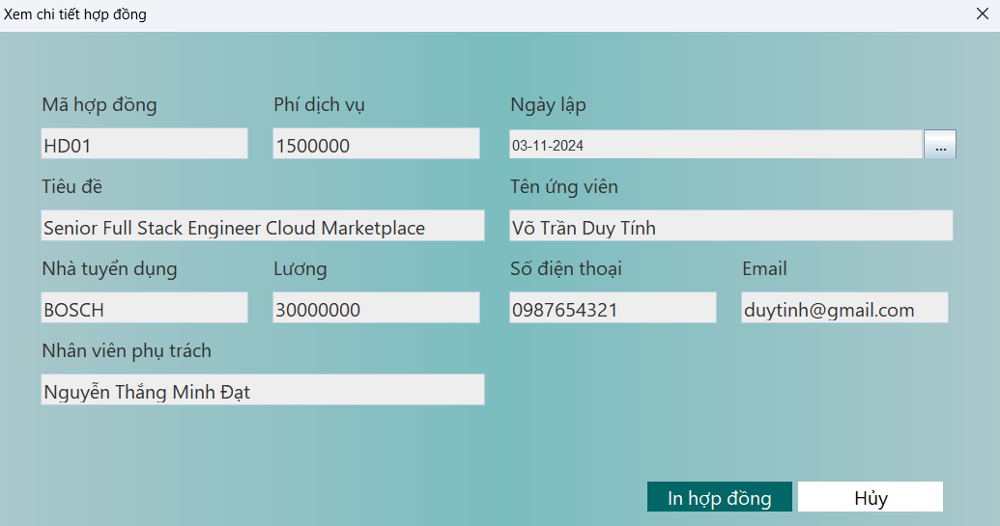 Xem chi tiết hợp đồng
Mã hợp đồng Phí dịch vụ Ngày lập
HD01 1500000 03-11-2024 ...
Tiêu đề Tên ứng viên
Senior Full Stack Engineer Cloud Marketplace Võ Trần Duy Tính
Nhà tuyển dụng Lương Số điện thoại Email
BOSCH 30000000 0987654321 duytinh@gmail.com
Nhân viên phụ trách
Nguyễn Thắng Minh Đạt
In hợp đồng Hủy